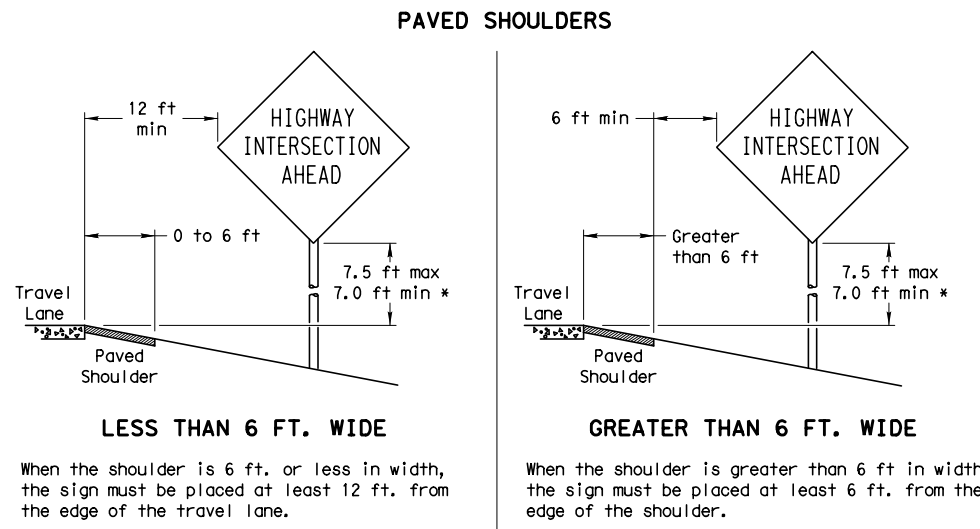 PAVED SHOULDERS
12 ft
min
HIGHWAY
INTERSECTION
AHEAD
0 to 6 ft
7.5 ft max
7.0 ft min *
Travel
Lane
Paved
Shoulder
LESS THAN 6 FT. WIDE
When the shoulder is 6 ft. or less in width,
the sign must be placed at least 12 ft. from
the edge of the travel lane.
6 ft min
HIGHWAY
INTERSECTION
AHEAD
Greater
than 6 ft
7.5 ft max
7.0 ft min *
Travel
Lane
Paved
Shoulder
GREATER THAN 6 FT. WIDE
When the shoulder is greater than 6 ft in width
the sign must be placed at least 6 ft. from the
edge of the shoulder.